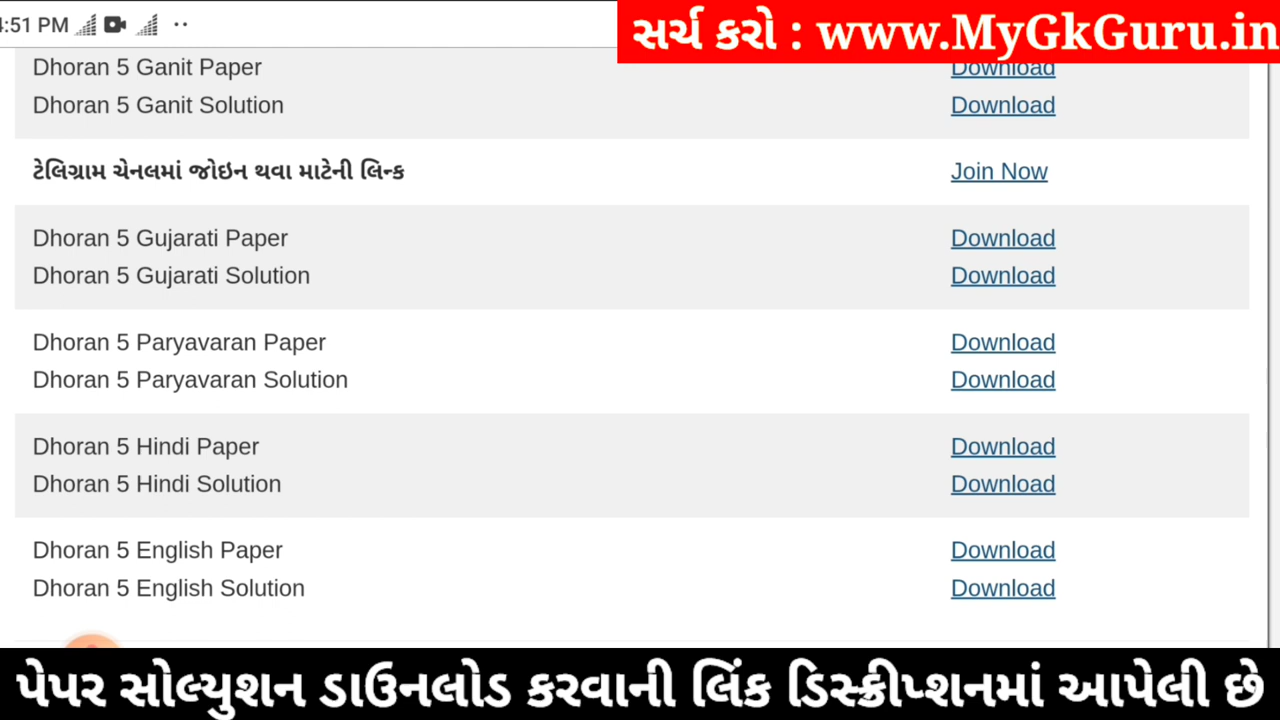 4:51 PM
સર્ચ કરો : www.MyGkGuru.in
Dhoran 5 Ganit Paper Download
Dhoran 5 Ganit Solution Download
ટેલિગ્રામ ચેનલમાં જોઇન થવા માટેની લિન્ક Join Now
Dhoran 5 Gujarati Paper Download
Dhoran 5 Gujarati Solution Download
Dhoran 5 Paryavaran Paper Download
Dhoran 5 Paryavaran Solution Download
Dhoran 5 Hindi Paper Download
Dhoran 5 Hindi Solution Download
Dhoran 5 English Paper Download
Dhoran 5 English Solution Download
પેપર સોલ્યુશન ડાઉનલોડ કરવાની લિંક ડિસ્ક્રીપ્શનમાં આપેલી છે